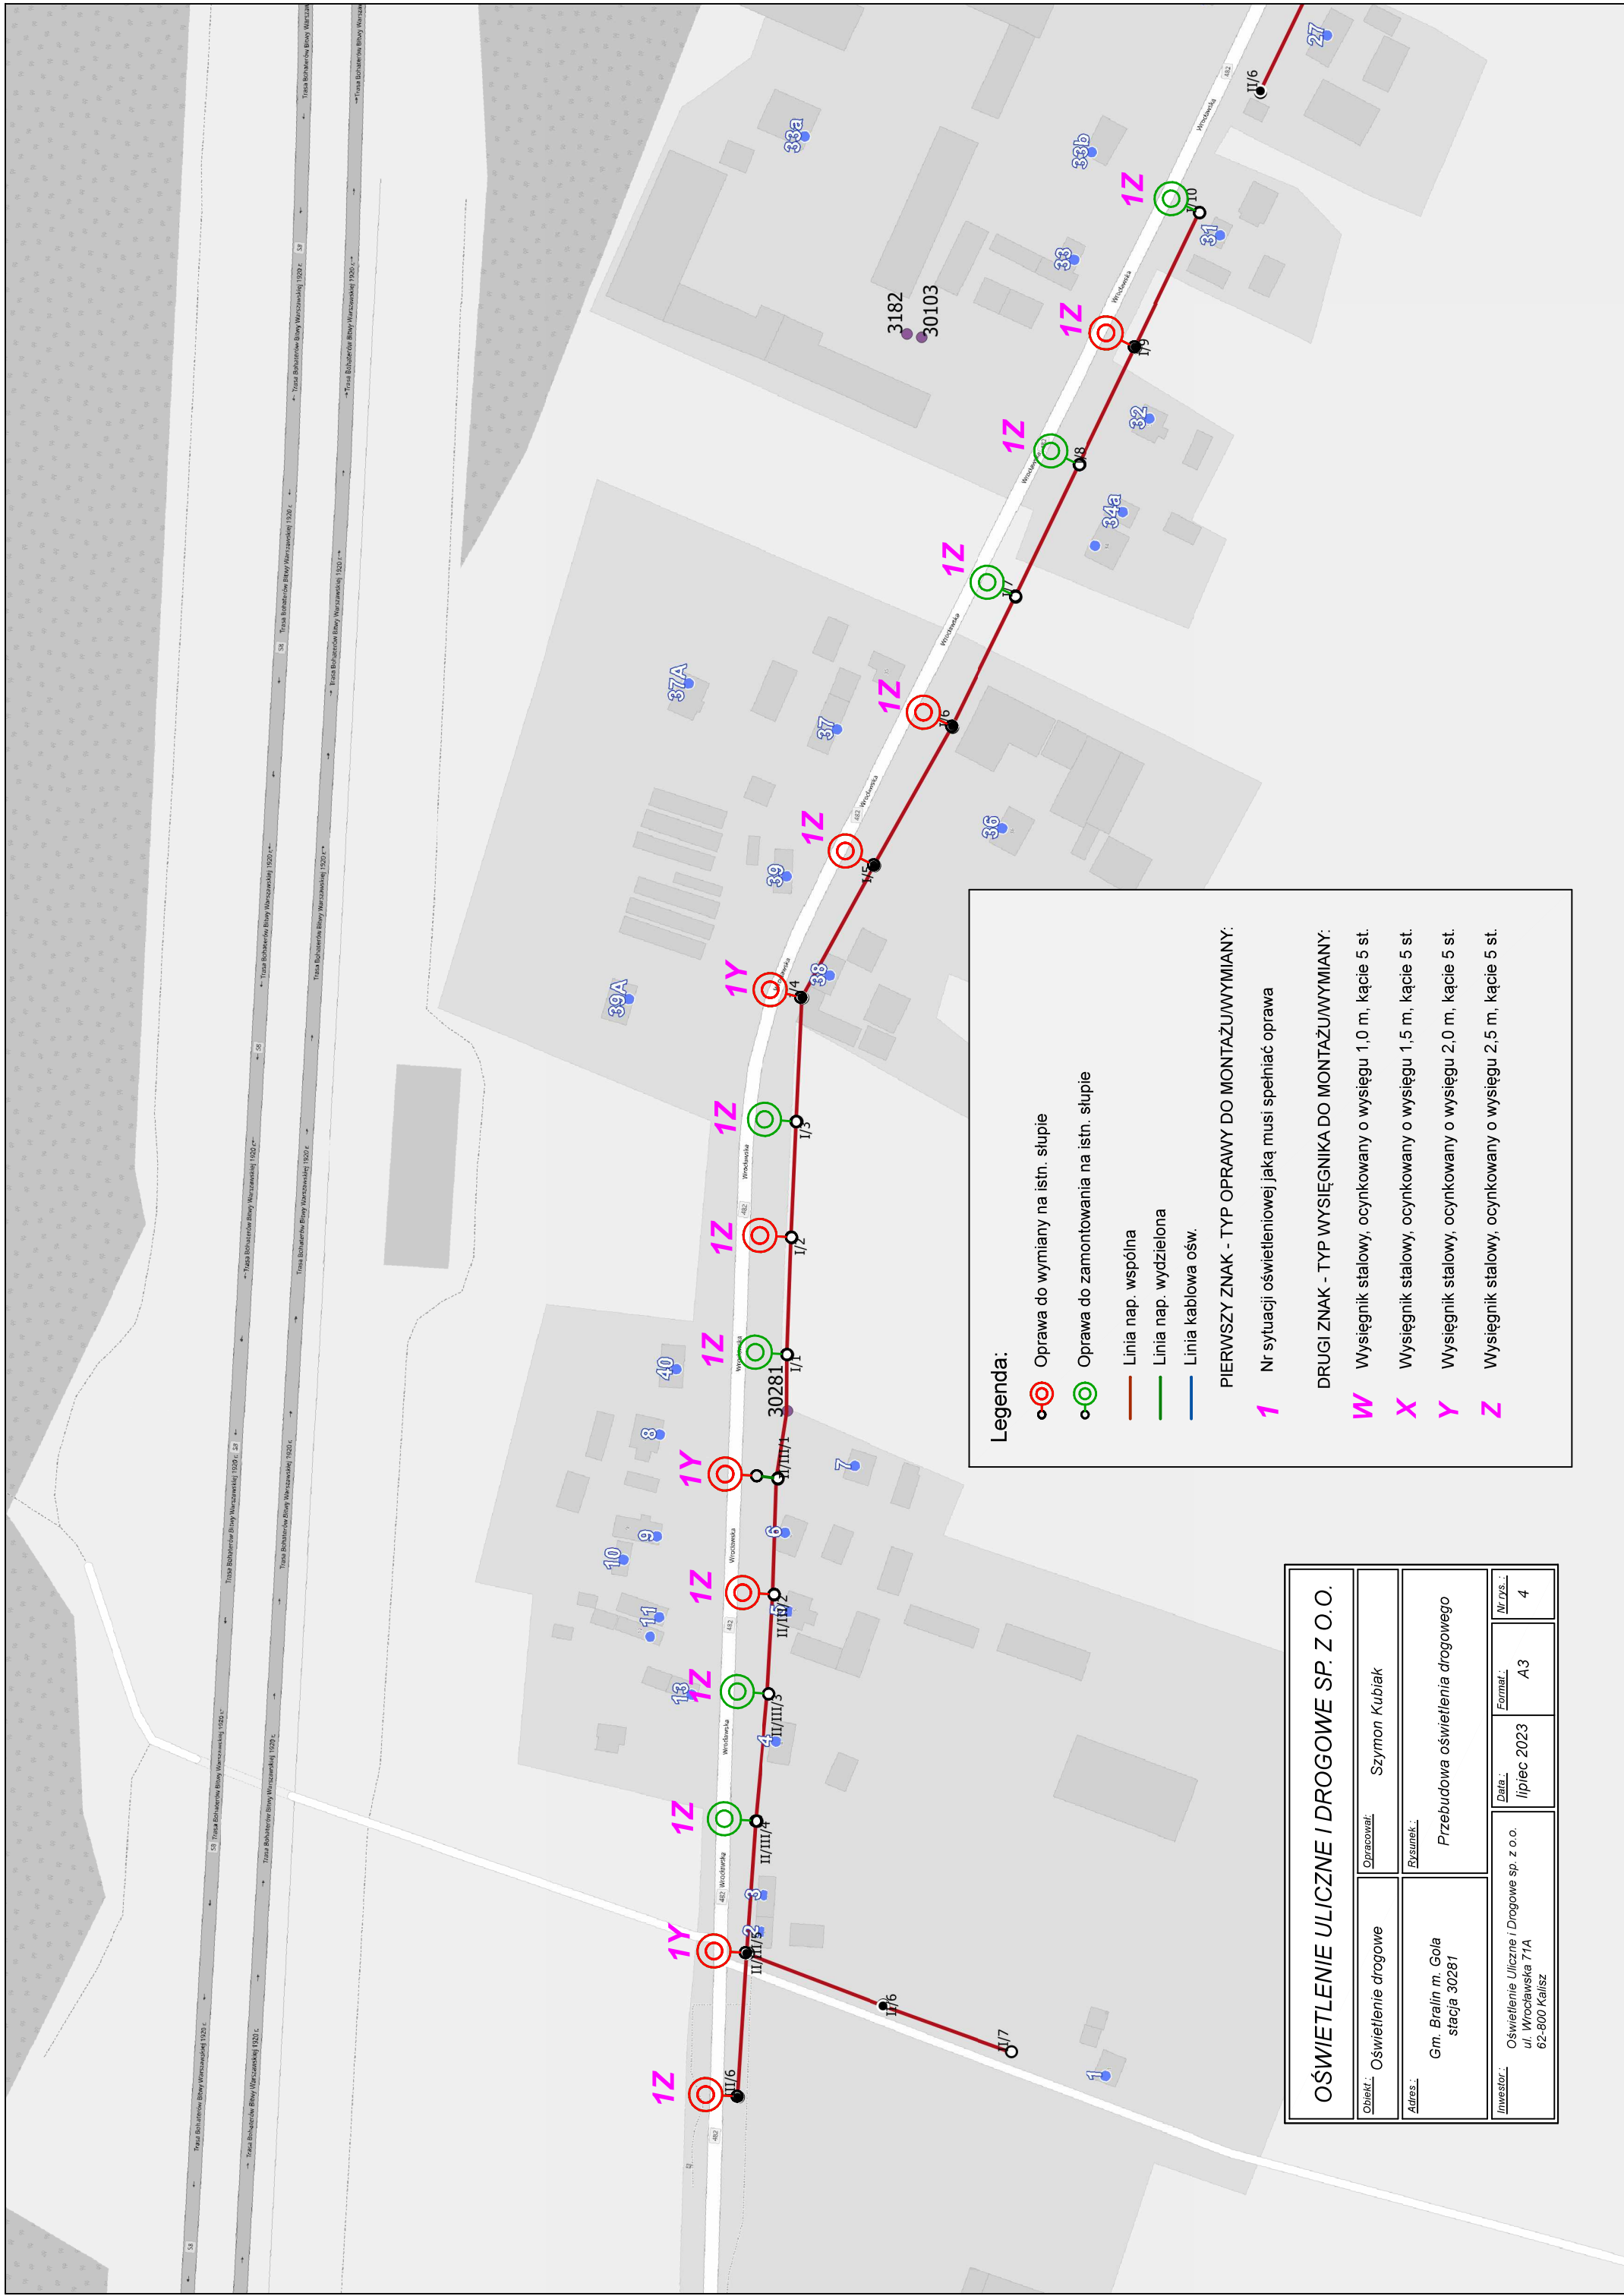 Trasa Bohaterów Bitwy Warszawskiej 1920 r.
S8
Wrocławska
482
12
33a
33b
33
27
31
32
34a
3182
30103
37A
37
36
39
39A
38
40
8
9
10
11
13
7
6
5
4
3
2
1
30281
1Z
II/6
1Y
II/III/5
II/6
II/7
1Z
II/III/4
1Z
II/III/3
1Z
II/III/2
1Y
II/III/1
1Z
I/1
1Z
I/2
1Z
I/3
1Y
I/4
1Z
I/5
1Z
I/6
1Z
I/7
1Z
I/8
1Z
I/9
1Z
I/10
II/6
Legenda:
Oprawa do wymiany na istn. słupie
Oprawa do zamontowania na istn. słupie
Linia nap. wspólna
Linia nap. wydzielona
Linia kablowa ośw.
PIERWSZY ZNAK - TYP OPRAWY DO MONTAŻU/WYMIANY:
1 Nr sytuacji oświetleniowej jaką musi spełniać oprawa
DRUGI ZNAK - TYP WYSIĘGNIKA DO MONTAŻU/WYMIANY:
W Wysięgnik stalowy, ocynkowany o wysięgu 1,0 m, kącie 5 st.
X Wysięgnik stalowy, ocynkowany o wysięgu 1,5 m, kącie 5 st.
Y Wysięgnik stalowy, ocynkowany o wysięgu 2,0 m, kącie 5 st.
Z Wysięgnik stalowy, ocynkowany o wysięgu 2,5 m, kącie 5 st.
OŚWIETLENIE ULICZNE I DROGOWE SP. Z O.O.
Obiekt : Oświetlenie drogowe
Opracował: Szymon Kubiak
Adres : Gm. Bralin m. Gola
stacja 30281
Rysunek : Przebudowa oświetlenia drogowego
Inwestor : Oświetlenie Uliczne i Drogowe sp. z o.o.
ul. Wrocławska 71A
62-800 Kalisz
Data : lipiec 2023
Format : A3
Nr rys. : 4